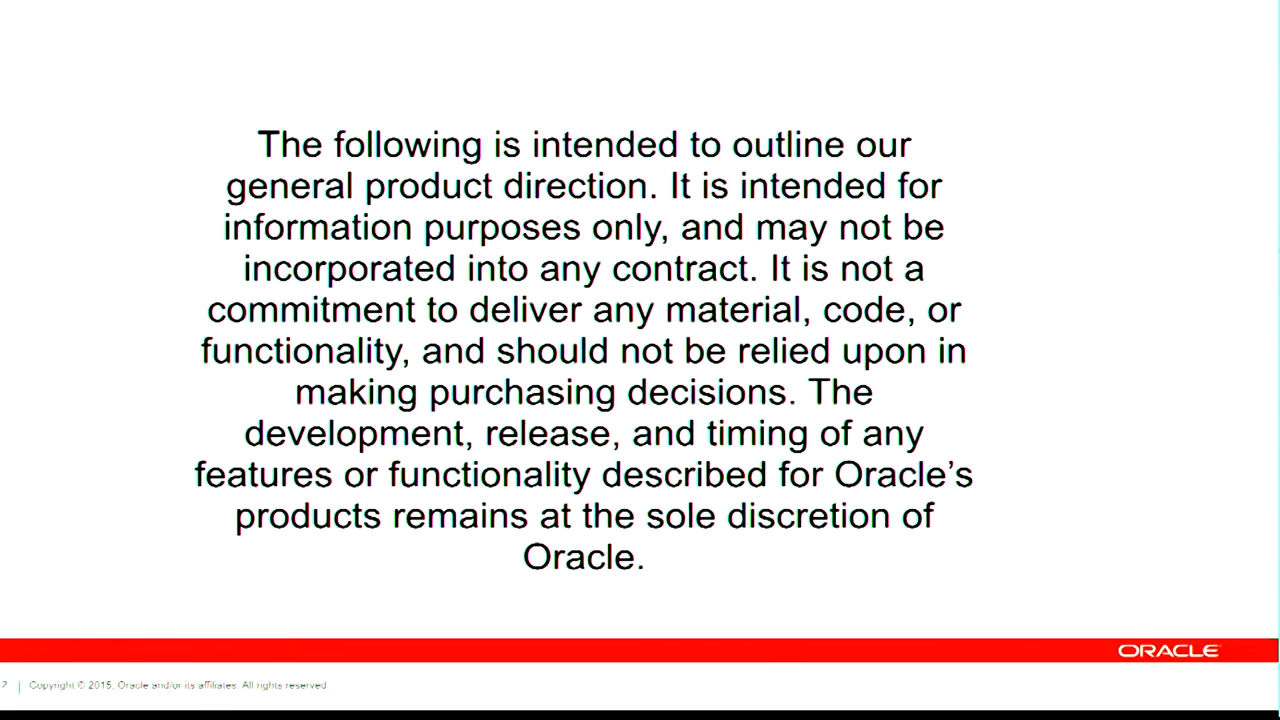 The following is intended to outline our
general product direction. It is intended for
information purposes only, and may not be
incorporated into any contract. It is not a
commitment to deliver any material, code, or
functionality, and should not be relied upon in
making purchasing decisions. The
development, release, and timing of any
features or functionality described for Oracle’s
products remains at the sole discretion of
Oracle.
ORACLE
2 | Copyright © 2015, Oracle and/or its affiliates. All rights reserved